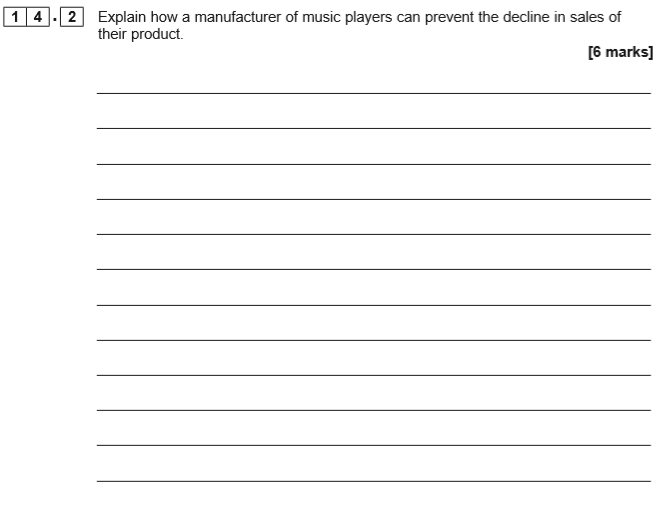 1 4 . 2 Explain how a manufacturer of music players can prevent the decline in sales of
their product.
[6 marks]